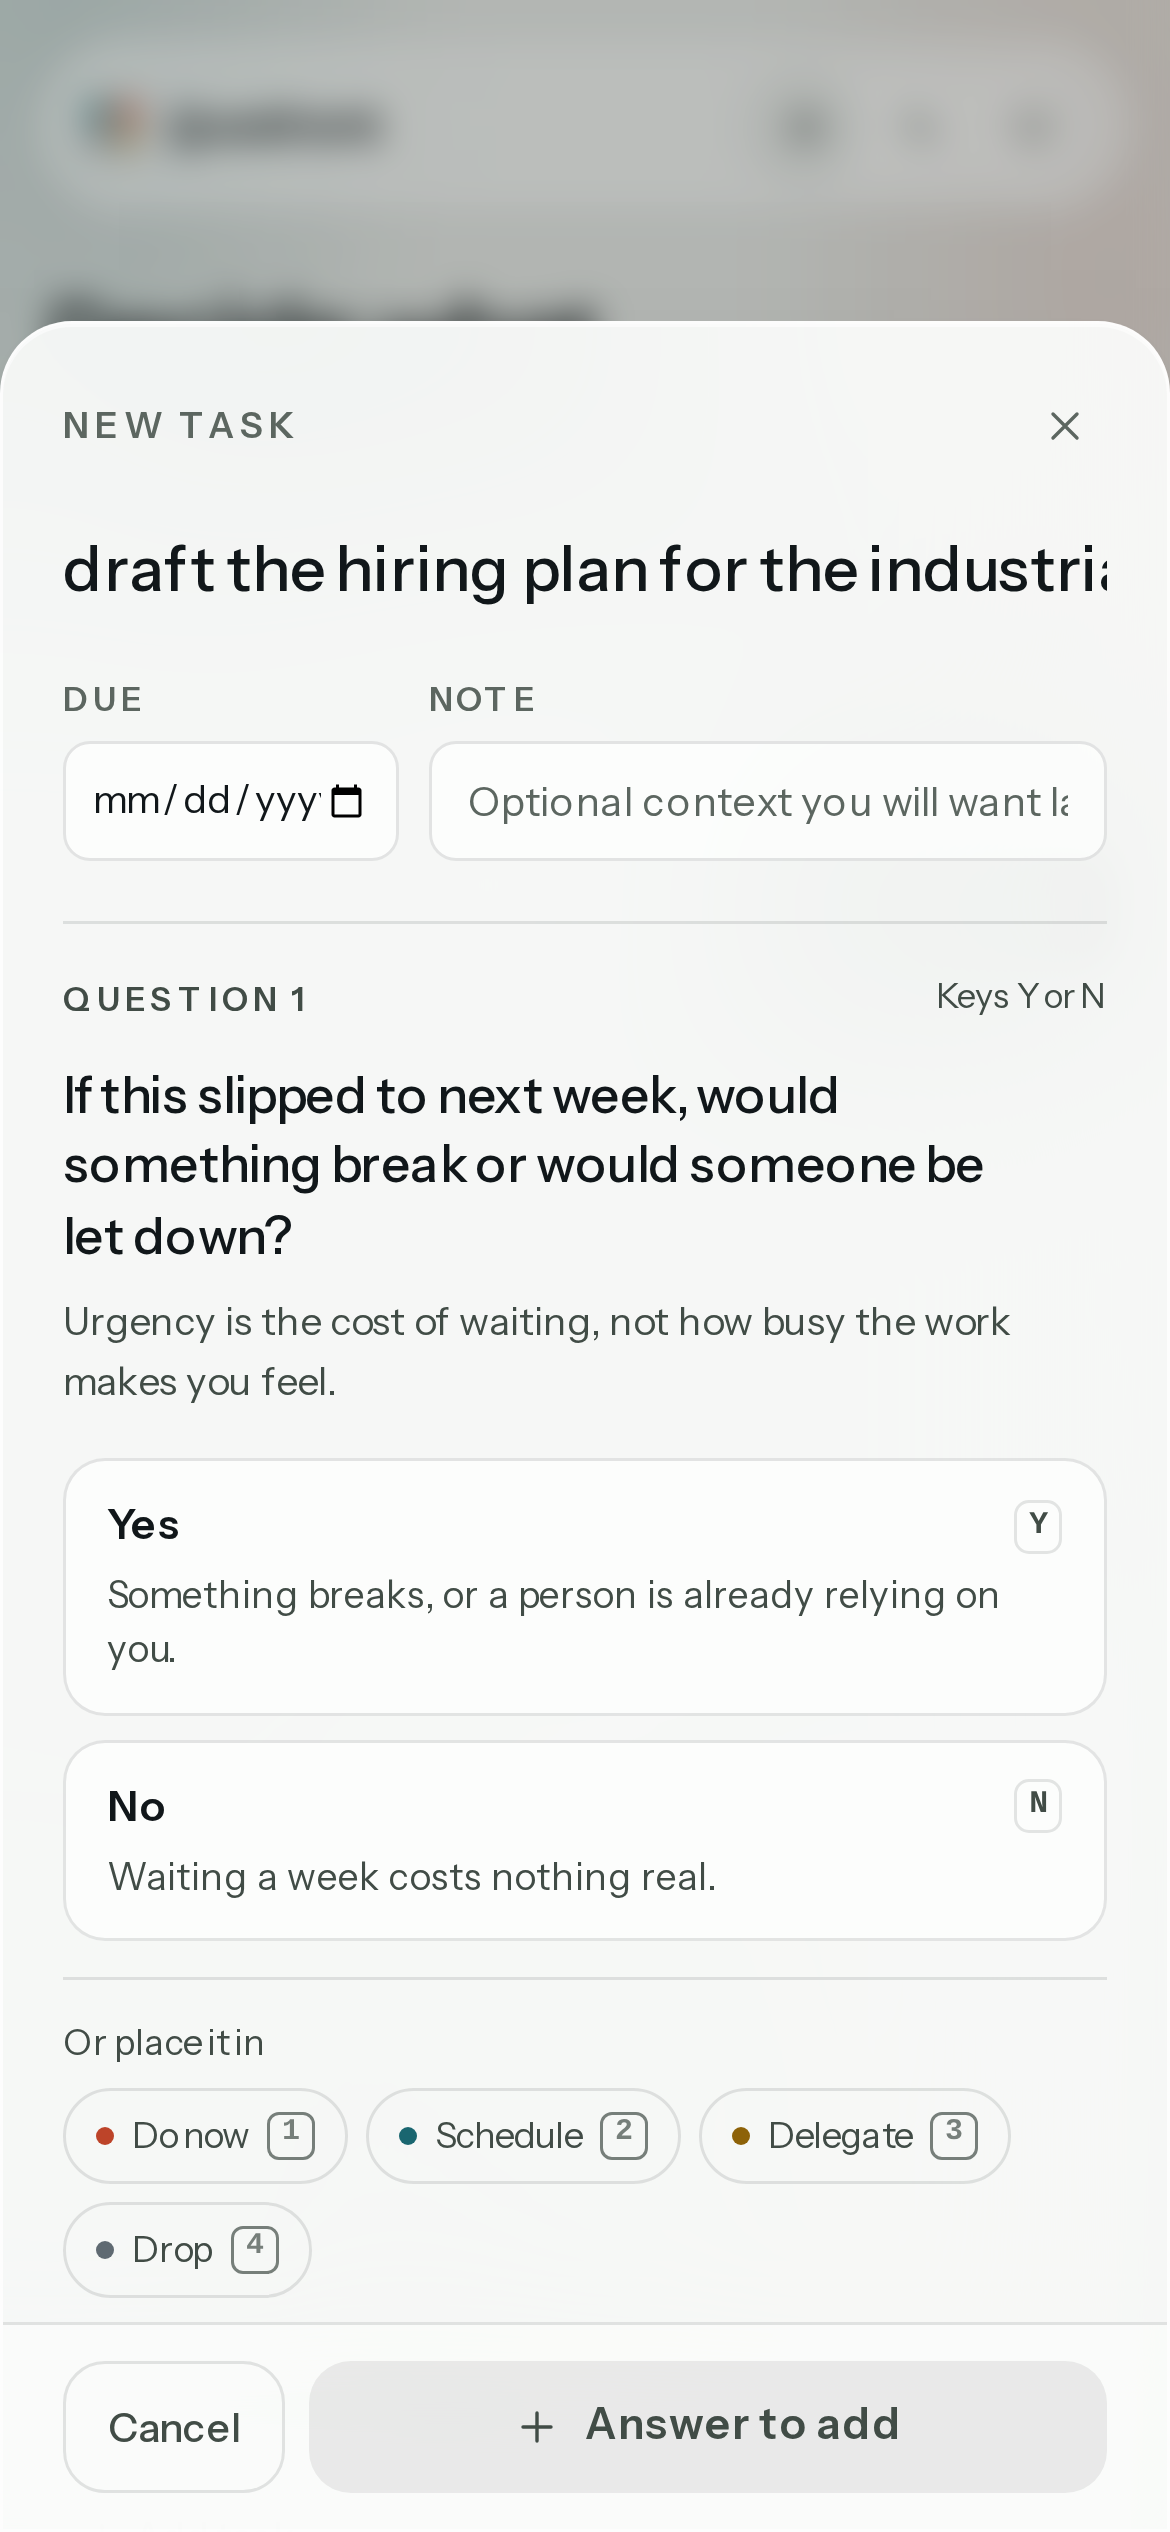 NEW TASK
draft the hiring plan for the industria
DUE
NOTE
mm/dd/yyyy
Optional context you will want la
QUESTION 1
Keys Y or N
If this slipped to next week, would
something break or would someone be
let down?
Urgency is the cost of waiting, not how busy the work
makes you feel.
Yes
Y
Something breaks, or a person is already relying on
you.
No
N
Waiting a week costs nothing real.
Or place it in
Do now 1
Schedule 2
Delegate 3
Drop 4
Cancel
+ Answer to add